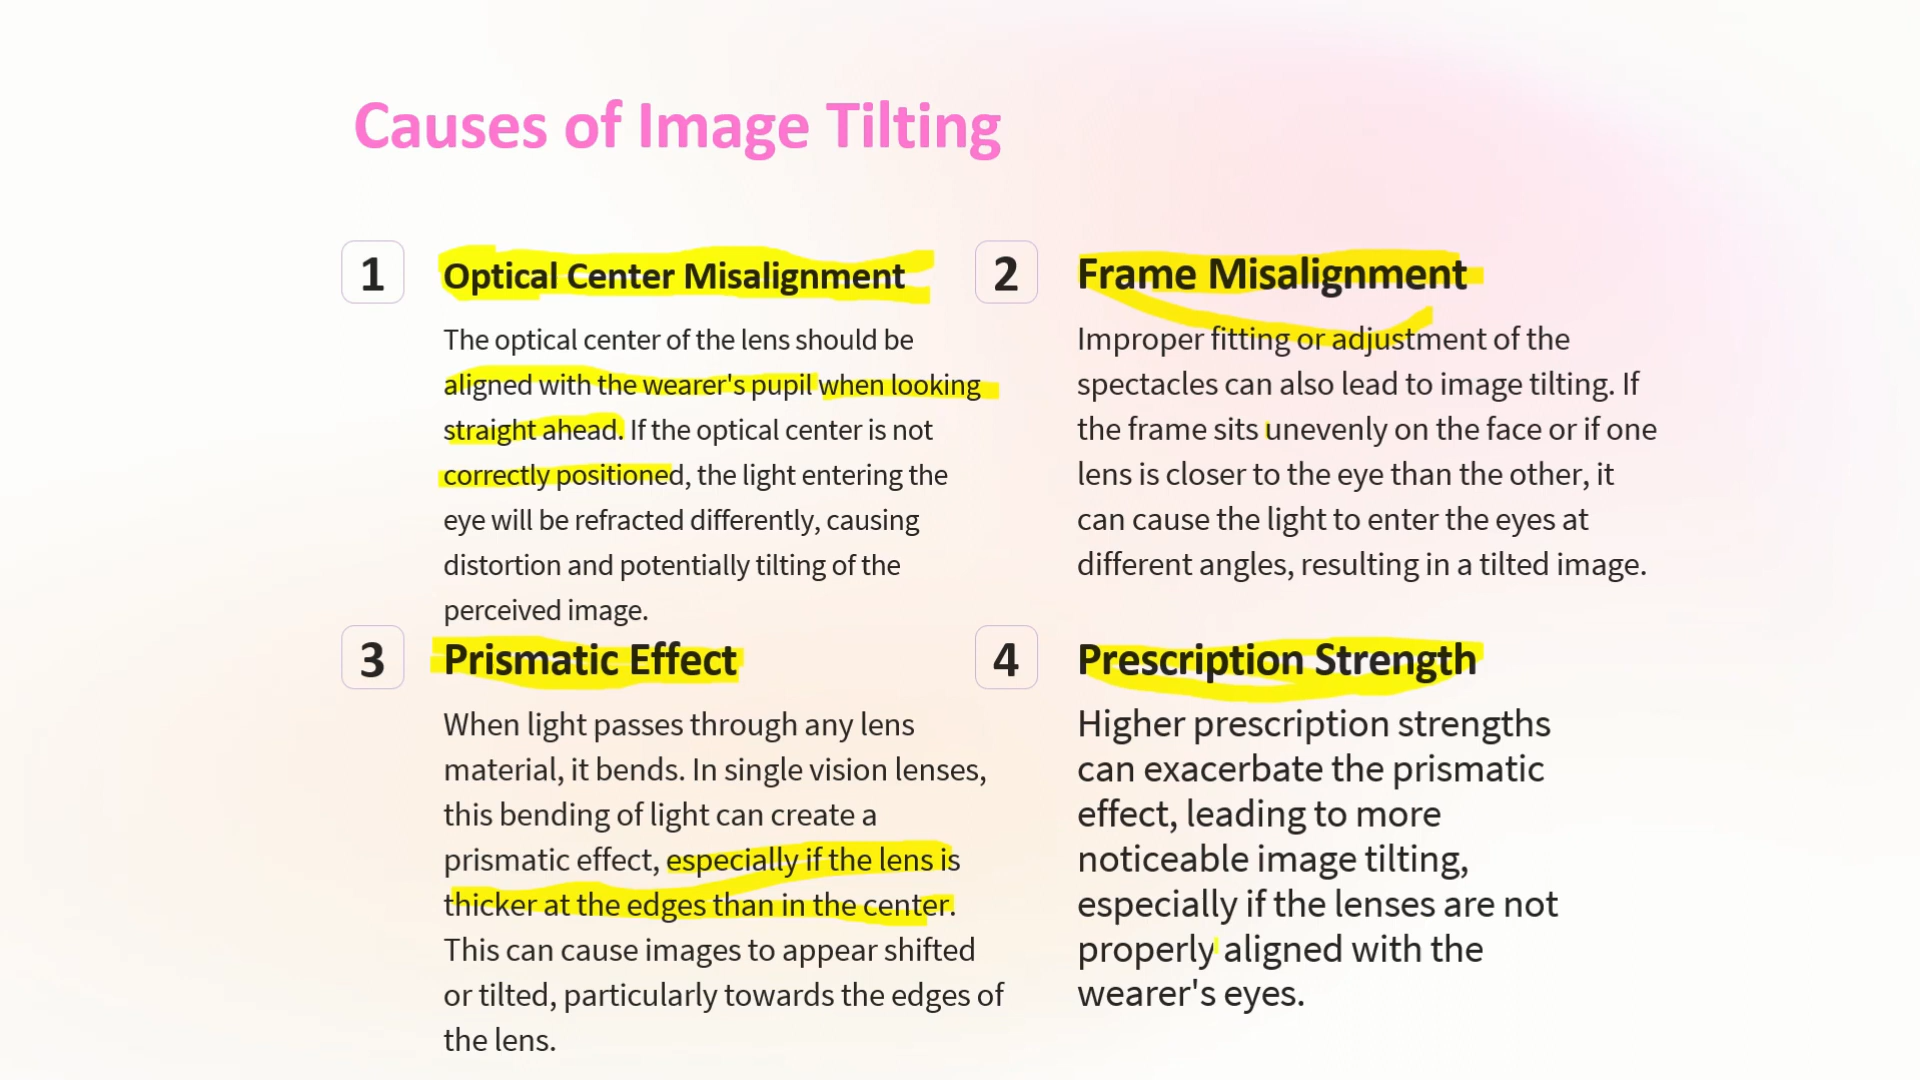 Causes of Image Tilting
1
Optical Center Misalignment
The optical center of the lens should be
aligned with the wearer's pupil when looking
straight ahead. If the optical center is not
correctly positioned, the light entering the
eye will be refracted differently, causing
distortion and potentially tilting of the
perceived image.
2
Frame Misalignment
Improper fitting or adjustment of the
spectacles can also lead to image tilting. If
the frame sits unevenly on the face or if one
lens is closer to the eye than the other, it
can cause the light to enter the eyes at
different angles, resulting in a tilted image.
3
Prismatic Effect
When light passes through any lens
material, it bends. In single vision lenses,
this bending of light can create a
prismatic effect, especially if the lens is
thicker at the edges than in the center.
This can cause images to appear shifted
or tilted, particularly towards the edges of
the lens.
4
Prescription Strength
Higher prescription strengths
can exacerbate the prismatic
effect, leading to more
noticeable image tilting,
especially if the lenses are not
properly aligned with the
wearer's eyes.